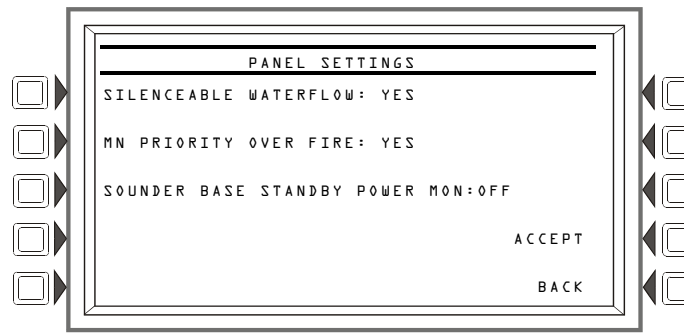 PANEL SETTINGS
SILENCEABLE WATERFLOW: YES
MN PRIORITY OVER FIRE: YES
SOUNDER BASE STANDBY POWER MON:OFF
ACCEPT
BACK